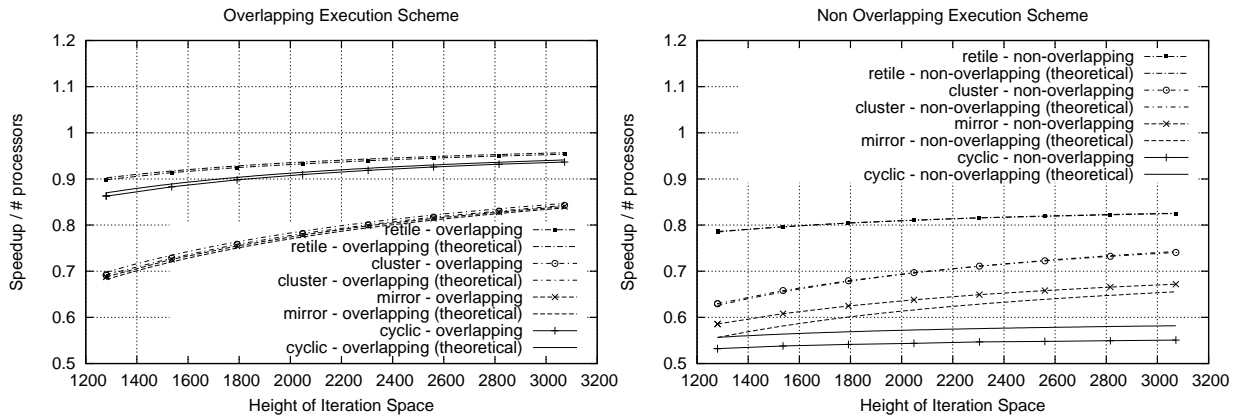 Overlapping Execution Scheme
1.2
1.1
1
0.9
0.8
0.7
0.6
0.5
Speedup / # processors
retile - overlapping
retile - overlapping (theoretical)
cluster - overlapping
cluster - overlapping (theoretical)
mirror - overlapping
mirror - overlapping (theoretical)
cyclic - overlapping
cyclic - overlapping (theoretical)
1200 1400 1600 1800 2000 2200 2400 2600 2800 3000 3200
Height of Iteration Space
Non Overlapping Execution Scheme
1.2
1.1
1
0.9
0.8
0.7
0.6
0.5
Speedup / # processors
retile - non-overlapping
retile - non-overlapping (theoretical)
cluster - non-overlapping
cluster - non-overlapping (theoretical)
mirror - non-overlapping
mirror - non-overlapping (theoretical)
cyclic - non-overlapping
cyclic - non-overlapping (theoretical)
1200 1400 1600 1800 2000 2200 2400 2600 2800 3000 3200
Height of Iteration Space